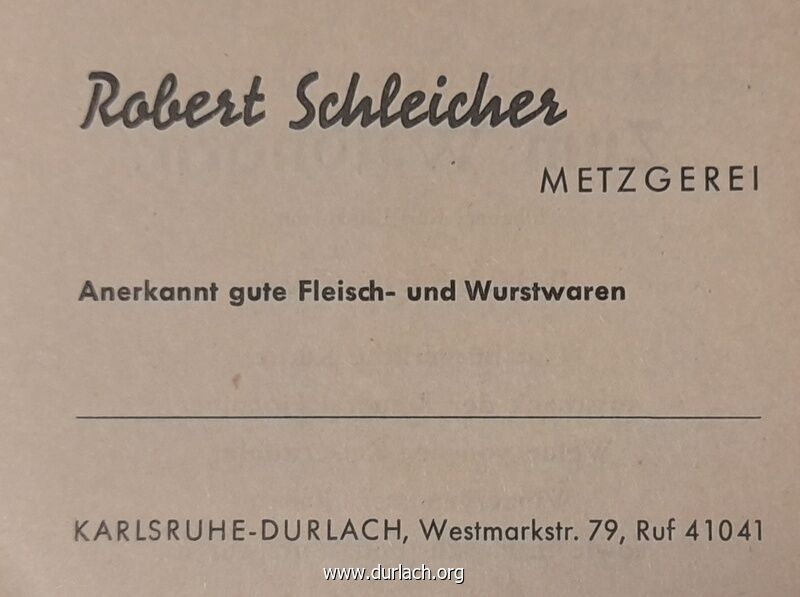 Robert Schleicher
METZGEREI
Anerkannt gute Fleisch- und Wurstwaren
KARLSRUHE-DURLACH, Westmarkstr. 79, Ruf 41041
www.durlach.org